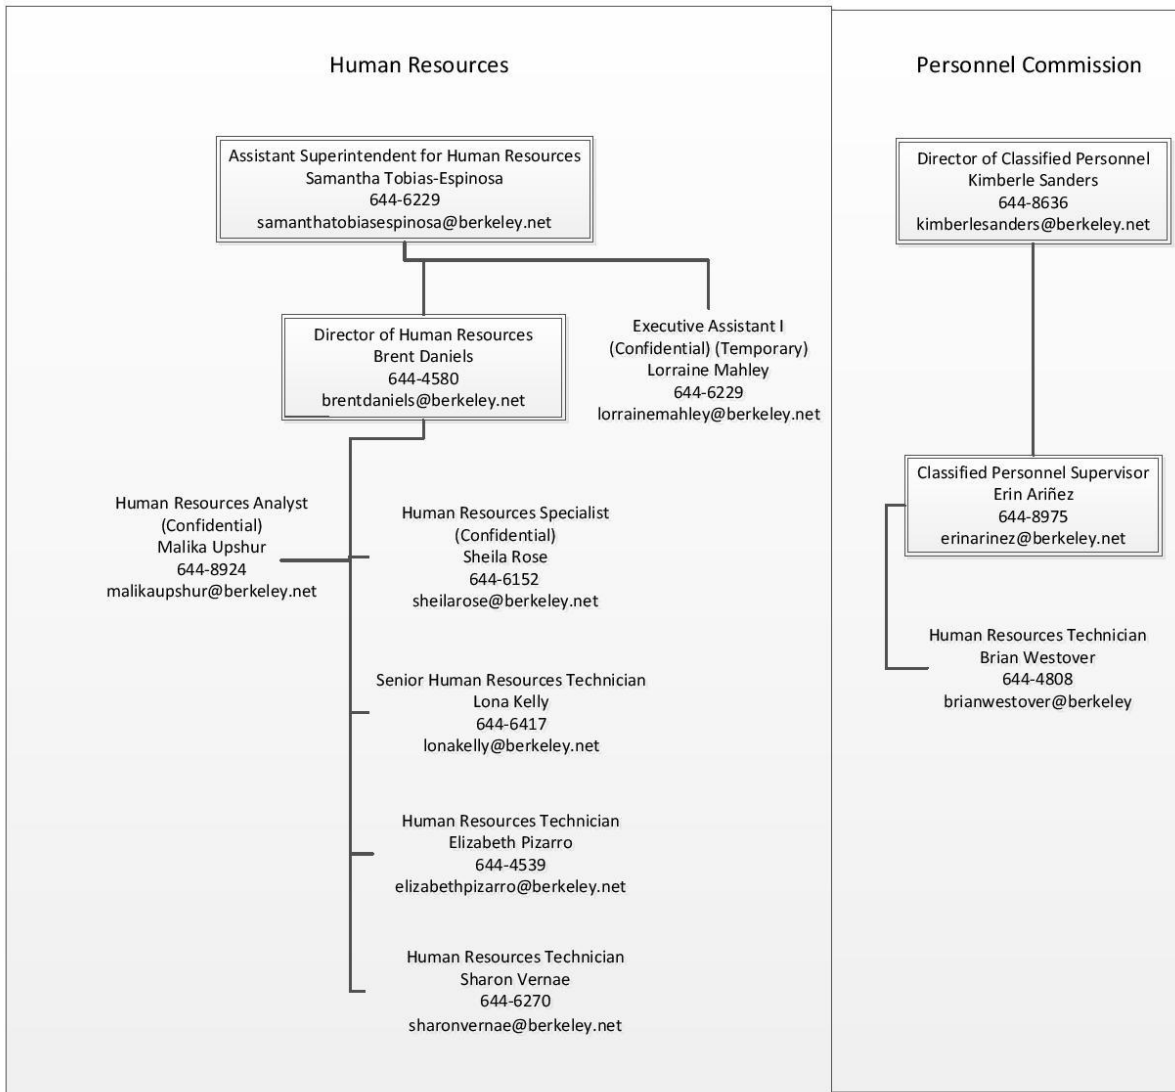 Human Resources
Assistant Superintendent for Human Resources
Samantha Tobias-Espinosa
644-6229
samanthatobiasespinosa@berkeley.net
Director of Human Resources
Brent Daniels
644-4580
brentdaniels@berkeley.net
Executive Assistant I
(Confidential) (Temporary)
Lorraine Mahley
644-6229
lorrainemahley@berkeley.net
Human Resources Analyst
(Confidential)
Malika Upshur
644-8924
malikaupshur@berkeley.net
Human Resources Specialist
(Confidential)
Sheila Rose
644-6152
sheilarose@berkeley.net
Senior Human Resources Technician
Lona Kelly
644-6417
lonakelly@berkeley.net
Human Resources Technician
Elizabeth Pizarro
644-4539
elizabethpizarro@berkeley.net
Human Resources Technician
Sharon Vernae
644-6270
sharonvernae@berkeley.net
Personnel Commission
Director of Classified Personnel
Kimberle Sanders
644-8636
kimberlesanders@berkeley.net
Classified Personnel Supervisor
Erin Ariñez
644-8975
erinarinez@berkeley.net
Human Resources Technician
Brian Westover
644-4808
brianwestover@berkeley